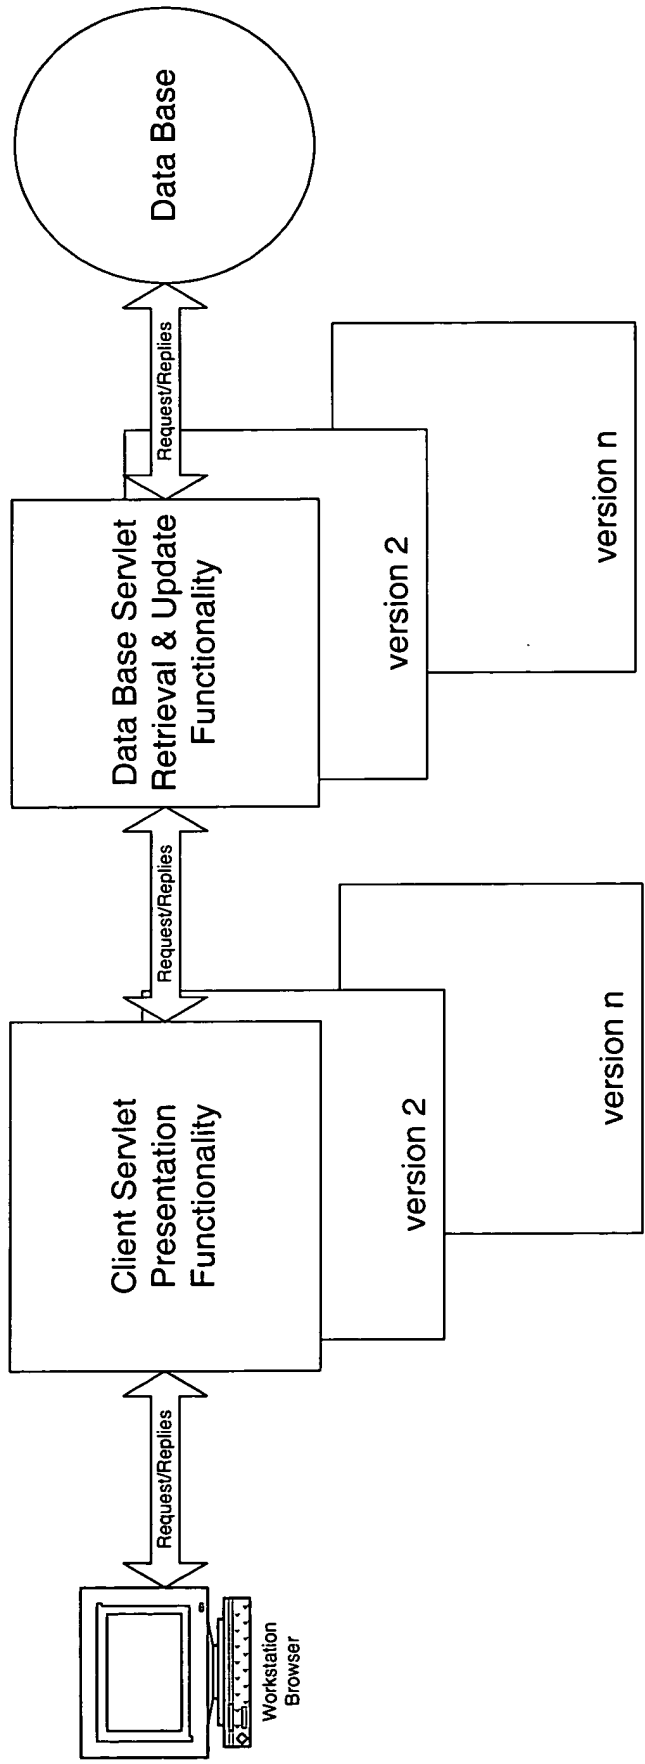 Workstation
Browser
Request/Replies
Client Servlet
Presentation
Functionality
version 2
version n
Request/Replies
Data Base Servlet
Retrieval & Update
Functionality
version 2
version n
Request/Replies
Data Base